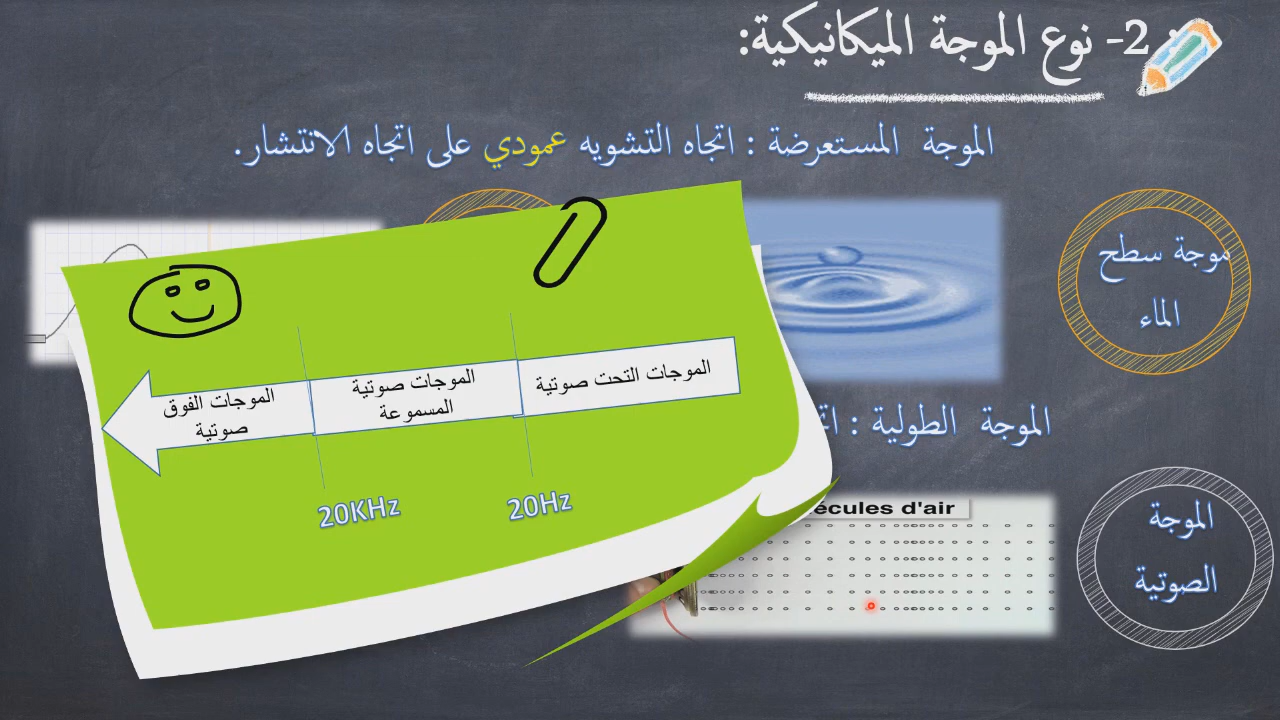 2- نوع الموجة الميكانيكية:
الموجة المستعرضة : اتجاه التشويه عمودي على اتجاه الانتشار.
موجة سطح
الماء
الموجات التحت صوتية
الموجات صوتية
المسموعة
الموجات الفوق
صوتية
20Hz
20KHz
الموجة الطولية :
écules d'air
الموجة
الصوتية